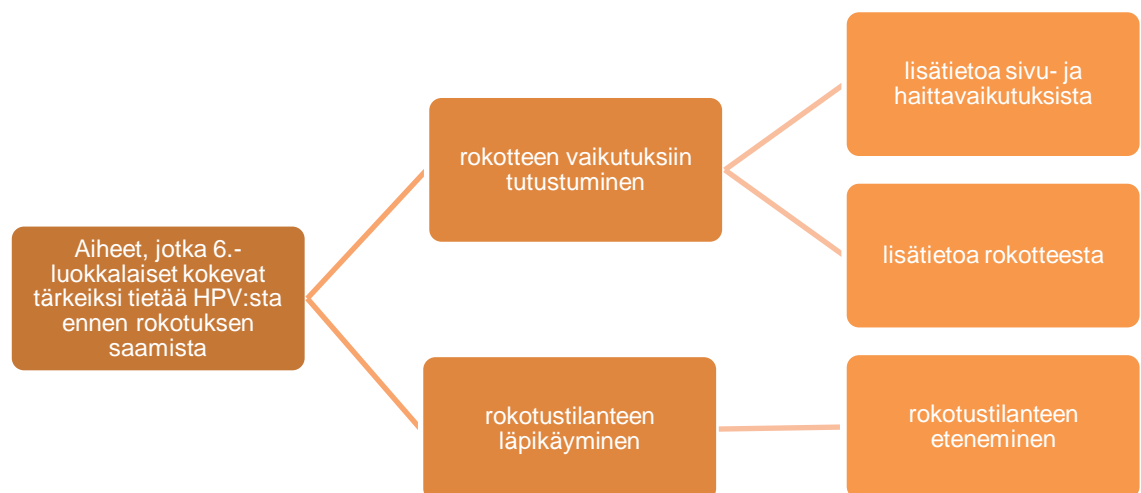 Aiheet, jotka 6.-
luokkalaiset kokevat
tärkeiksi tietää HPV:sta
ennen rokotuksen
saamista
rokotteen vaikutuksiin
tutustuminen
lisätietoa sivu- ja
haittavaikutuksista
lisätietoa rokotteesta
rokotustilanteen
läpikäyminen
rokotustilanteen
eteneminen